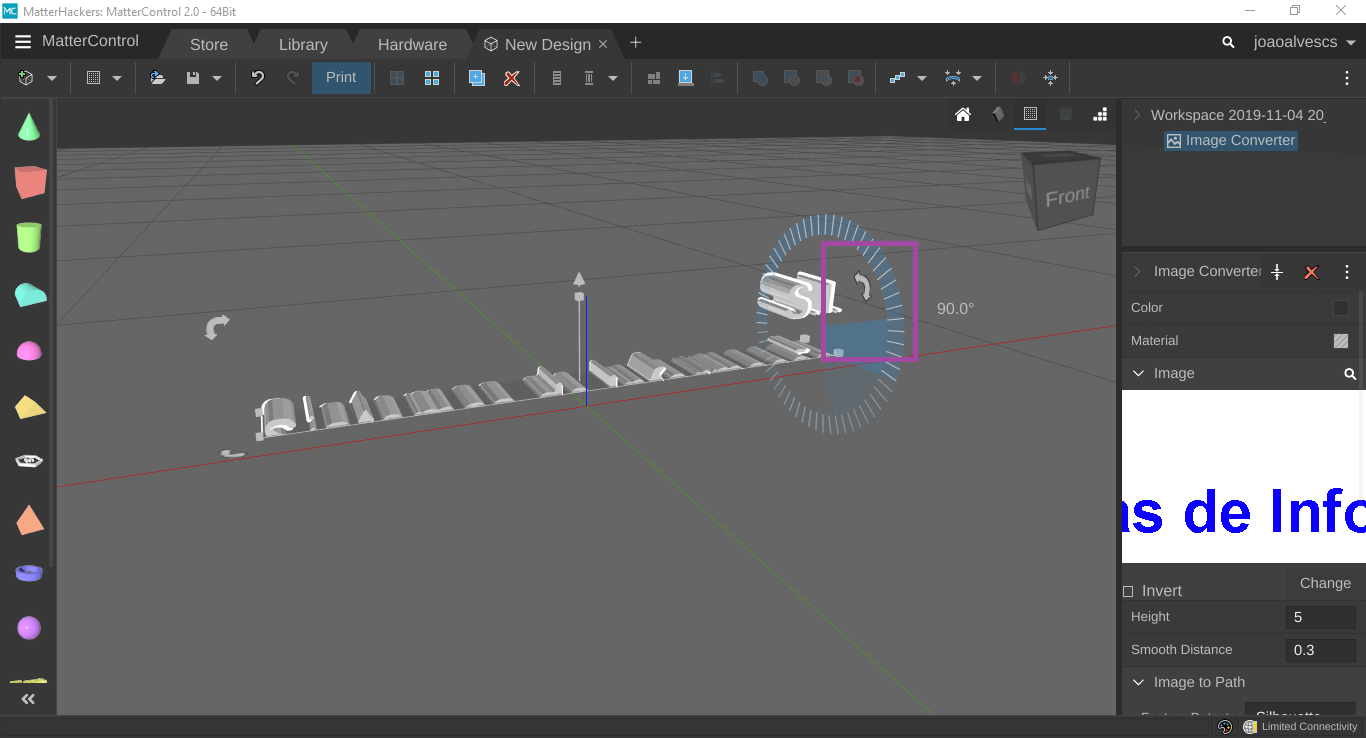 MatterHackers: MatterControl 2.0 - 64Bit
MatterControl
Store
Library
Hardware
New Design
joaoalvescs
Print
Workspace 2019-11-04 20_
Image Converter
Front
Image Converter
90.0°
Color
Material
Image
as de Info
Invert
Change
Height
5
Smooth Distance
0.3
Image to Path
Limited Connectivity